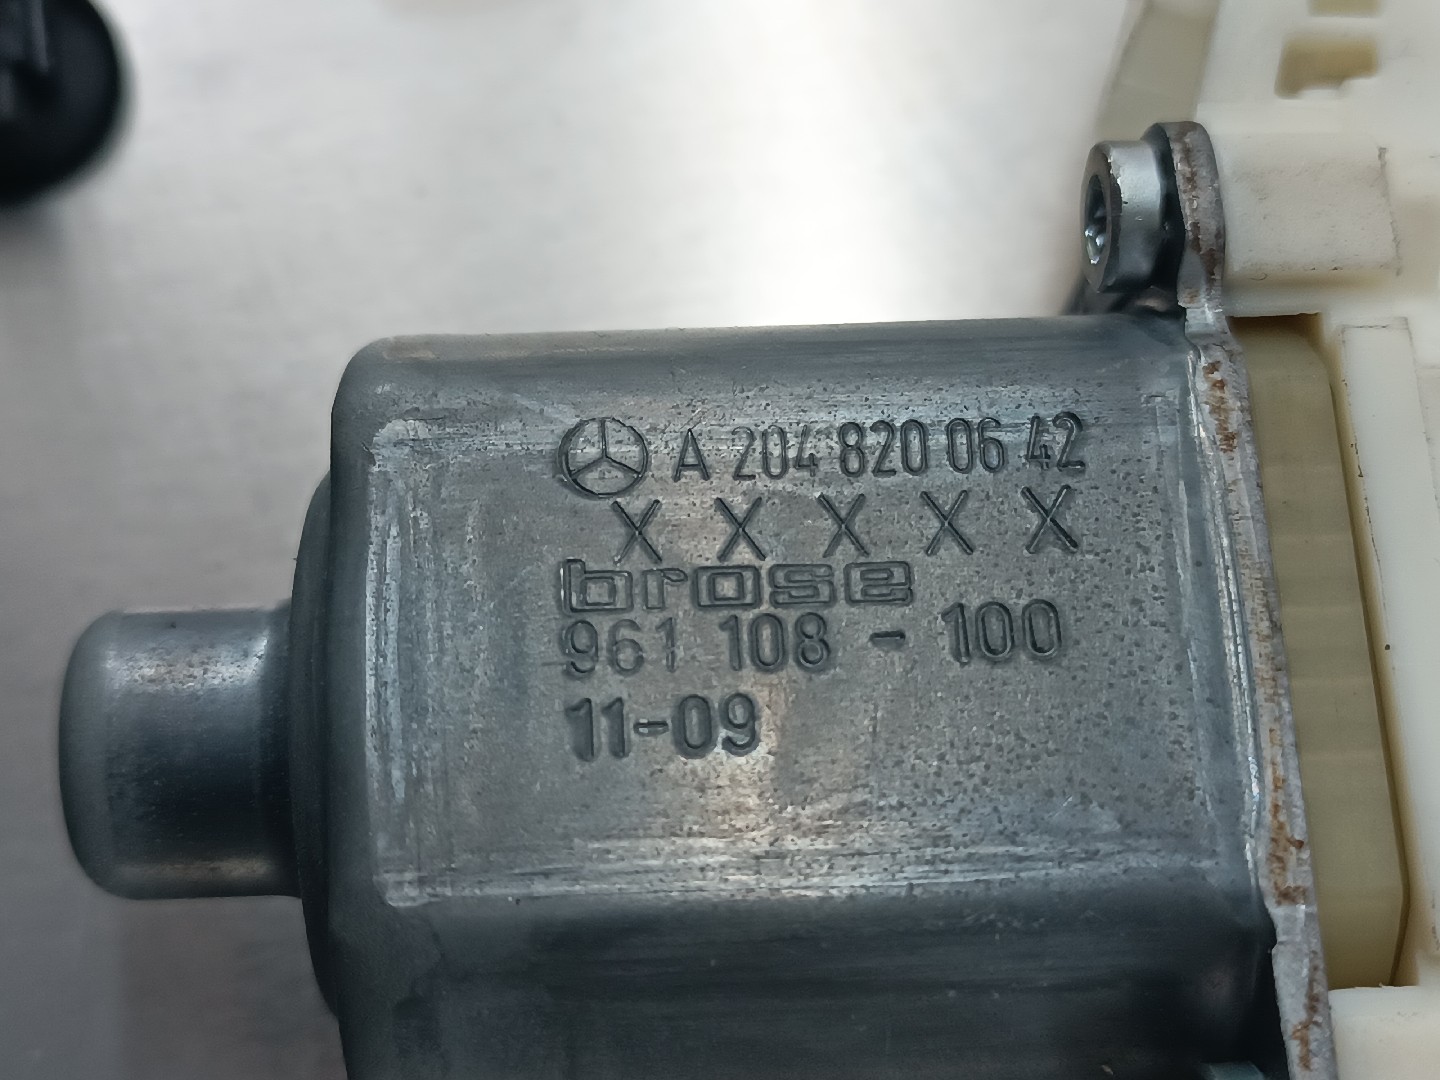 A 204 820 06 42
X X X X X
brose
961 108 - 100
11-09